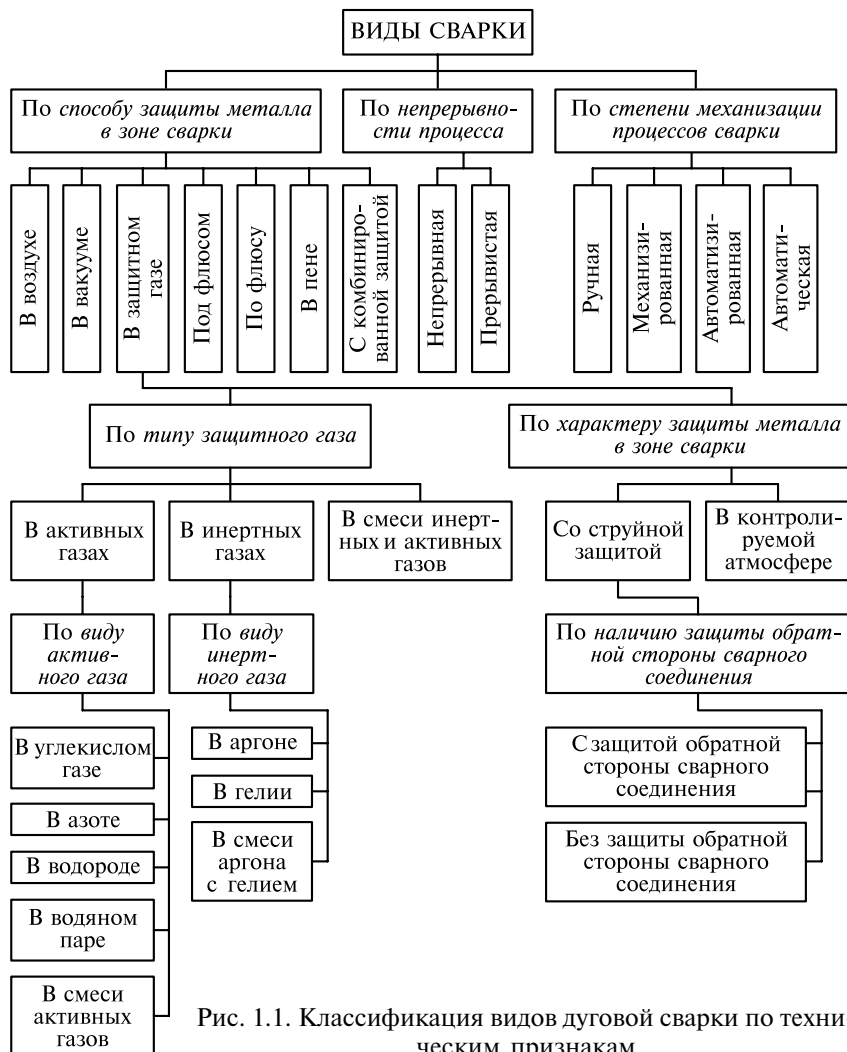 ВИДЫ СВАРКИ
По способу защиты металла
в зоне сварки
По непрерывно-
сти процесса
По степени механизации
процессов сварки
В воздухе
В вакууме
В защитном
газе
Под флюсом
По флюсу
В пене
С комбиниро-
ванной защитой
Непрерывная
Прерывистая
Ручная
Механизи-
рованная
Автоматизи-
рованная
Автомати-
ческая
По типу защитного газа
По характеру защиты металла
в зоне сварки
В активных
газах
В инертных
газах
В смеси инерт-
ных и активных
газов
Со струйной
защитой
В контроли-
руемой
атмосфере
По виду
актив-
ного газа
По виду
инерт-
ного газа
По наличию защиты обрат-
ной стороны сварного
соединения
В углекислом
газе
В азоте
В водороде
В водяном
паре
В смеси
активных
газов
В аргоне
В гелии
В смеси
аргона
с гелием
С защитой обратной
стороны сварного
соединения
Без защиты обратной
стороны сварного
соединения
Рис. 1.1. Классификация видов дуговой сварки по техни-
ческим признакам